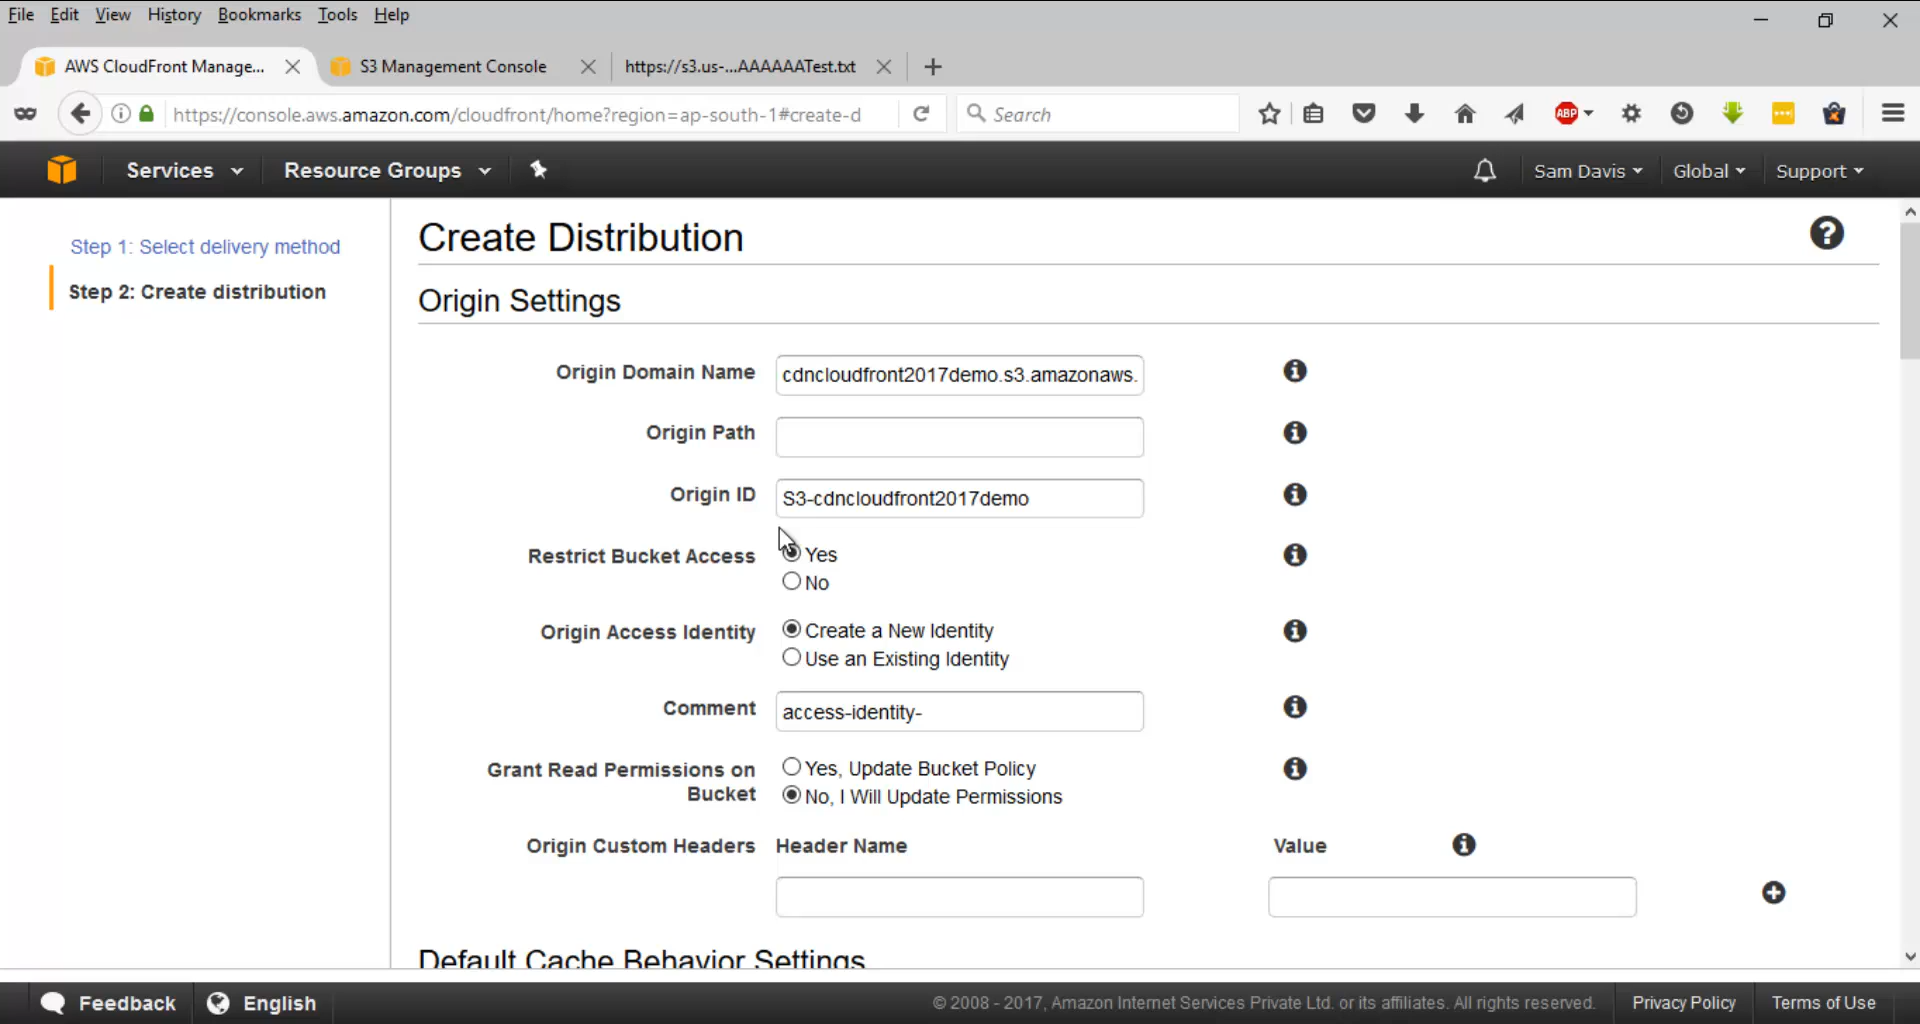 File Edit View History Bookmarks Tools Help
AWS CloudFront Manage... S3 Management Console https://s3.us-...AAAAAATest.txt
https://console.aws.amazon.com/cloudfront/home?region=ap-south-1#create-d Search ABP
Services Resource Groups Sam Davis Global Support
Step 1: Select delivery method
Step 2: Create distribution
Create Distribution
Origin Settings
Origin Domain Name cdncloudfront2017demo.s3.amazonaws.
Origin Path
Origin ID S3-cdncloudfront2017demo
Restrict Bucket Access Yes
No
Origin Access Identity Create a New Identity
Use an Existing Identity
Comment access-identity-
Grant Read Permissions on Yes, Update Bucket Policy
Bucket No, I Will Update Permissions
Origin Custom Headers Header Name Value
Default Cache Behavior Settings
Feedback English © 2008 - 2017, Amazon Internet Services Private Ltd. or its affiliates. All rights reserved. Privacy Policy Terms of Use